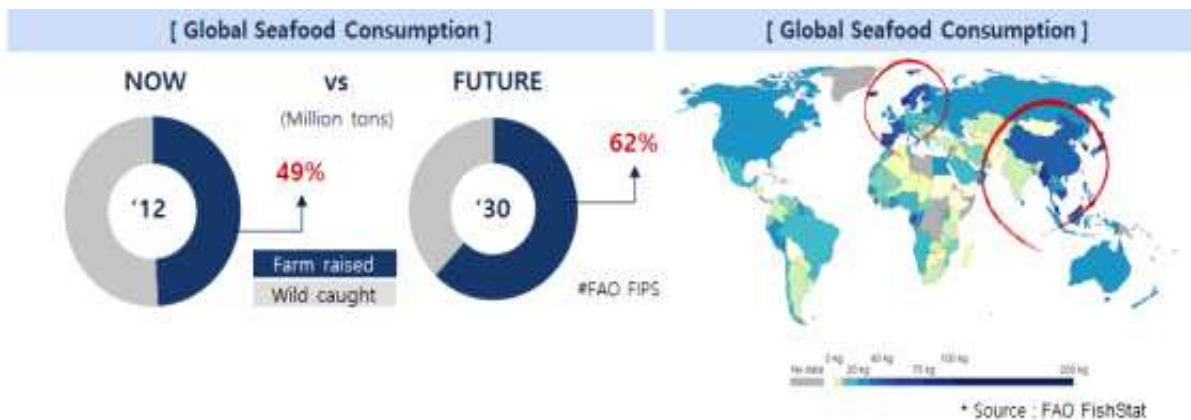 [ Global Seafood Consumption ]
NOW vs FUTURE
(Million tons)
49%
62%
'12
'30
Farm raised
Wild caught
#FAO FIPS
[ Global Seafood Consumption ]
No data
0 kg 40 kg 100 kg
20 kg 75 kg 200 kg
* Source : FAO FishStat